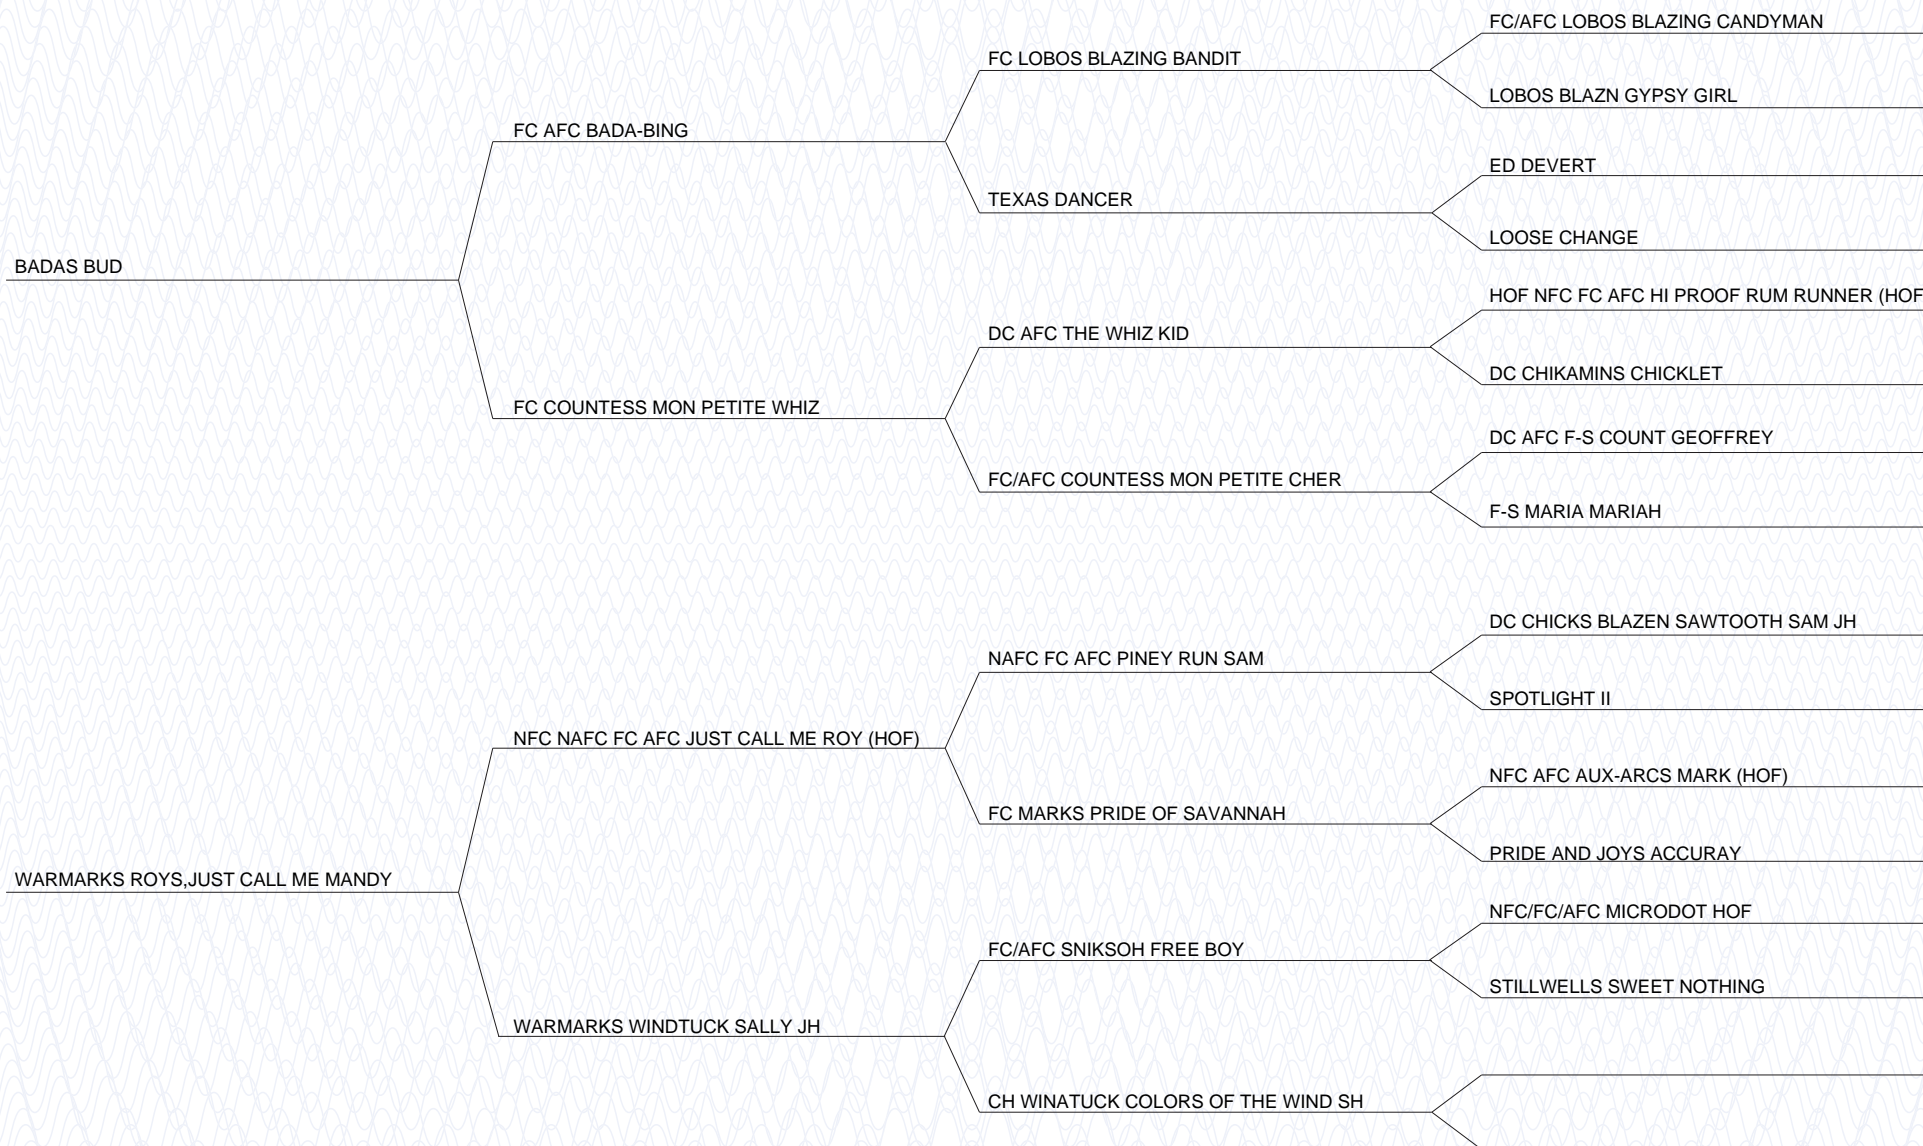 FC/AFC LOBOS BLAZING CANDYMAN
FC LOBOS BLAZING BANDIT
LOBOS BLAZN GYPSY GIRL
FC AFC BADA-BING
ED DEVERT
TEXAS DANCER
LOOSE CHANGE
BADAS BUD
HOF NFC FC AFC HI PROOF RUM RUNNER (HOF
DC AFC THE WHIZ KID
DC CHIKAMINS CHICKLET
FC COUNTESS MON PETITE WHIZ
DC AFC F-S COUNT GEOFFREY
FC/AFC COUNTESS MON PETITE CHER
F-S MARIA MARIAH
DC CHICKS BLAZEN SAWTOOTH SAM JH
NAFC FC AFC PINEY RUN SAM
SPOTLIGHT II
NFC NAFC FC AFC JUST CALL ME ROY (HOF)
NFC AFC AUX-ARCS MARK (HOF)
FC MARKS PRIDE OF SAVANNAH
PRIDE AND JOYS ACCURAY
WARMARKS ROYS,JUST CALL ME MANDY
NFC/FC/AFC MICRODOT HOF
FC/AFC SNIKSOH FREE BOY
STILLWELLS SWEET NOTHING
WARMARKS WINDTUCK SALLY JH
CH WINATUCK COLORS OF THE WIND SH